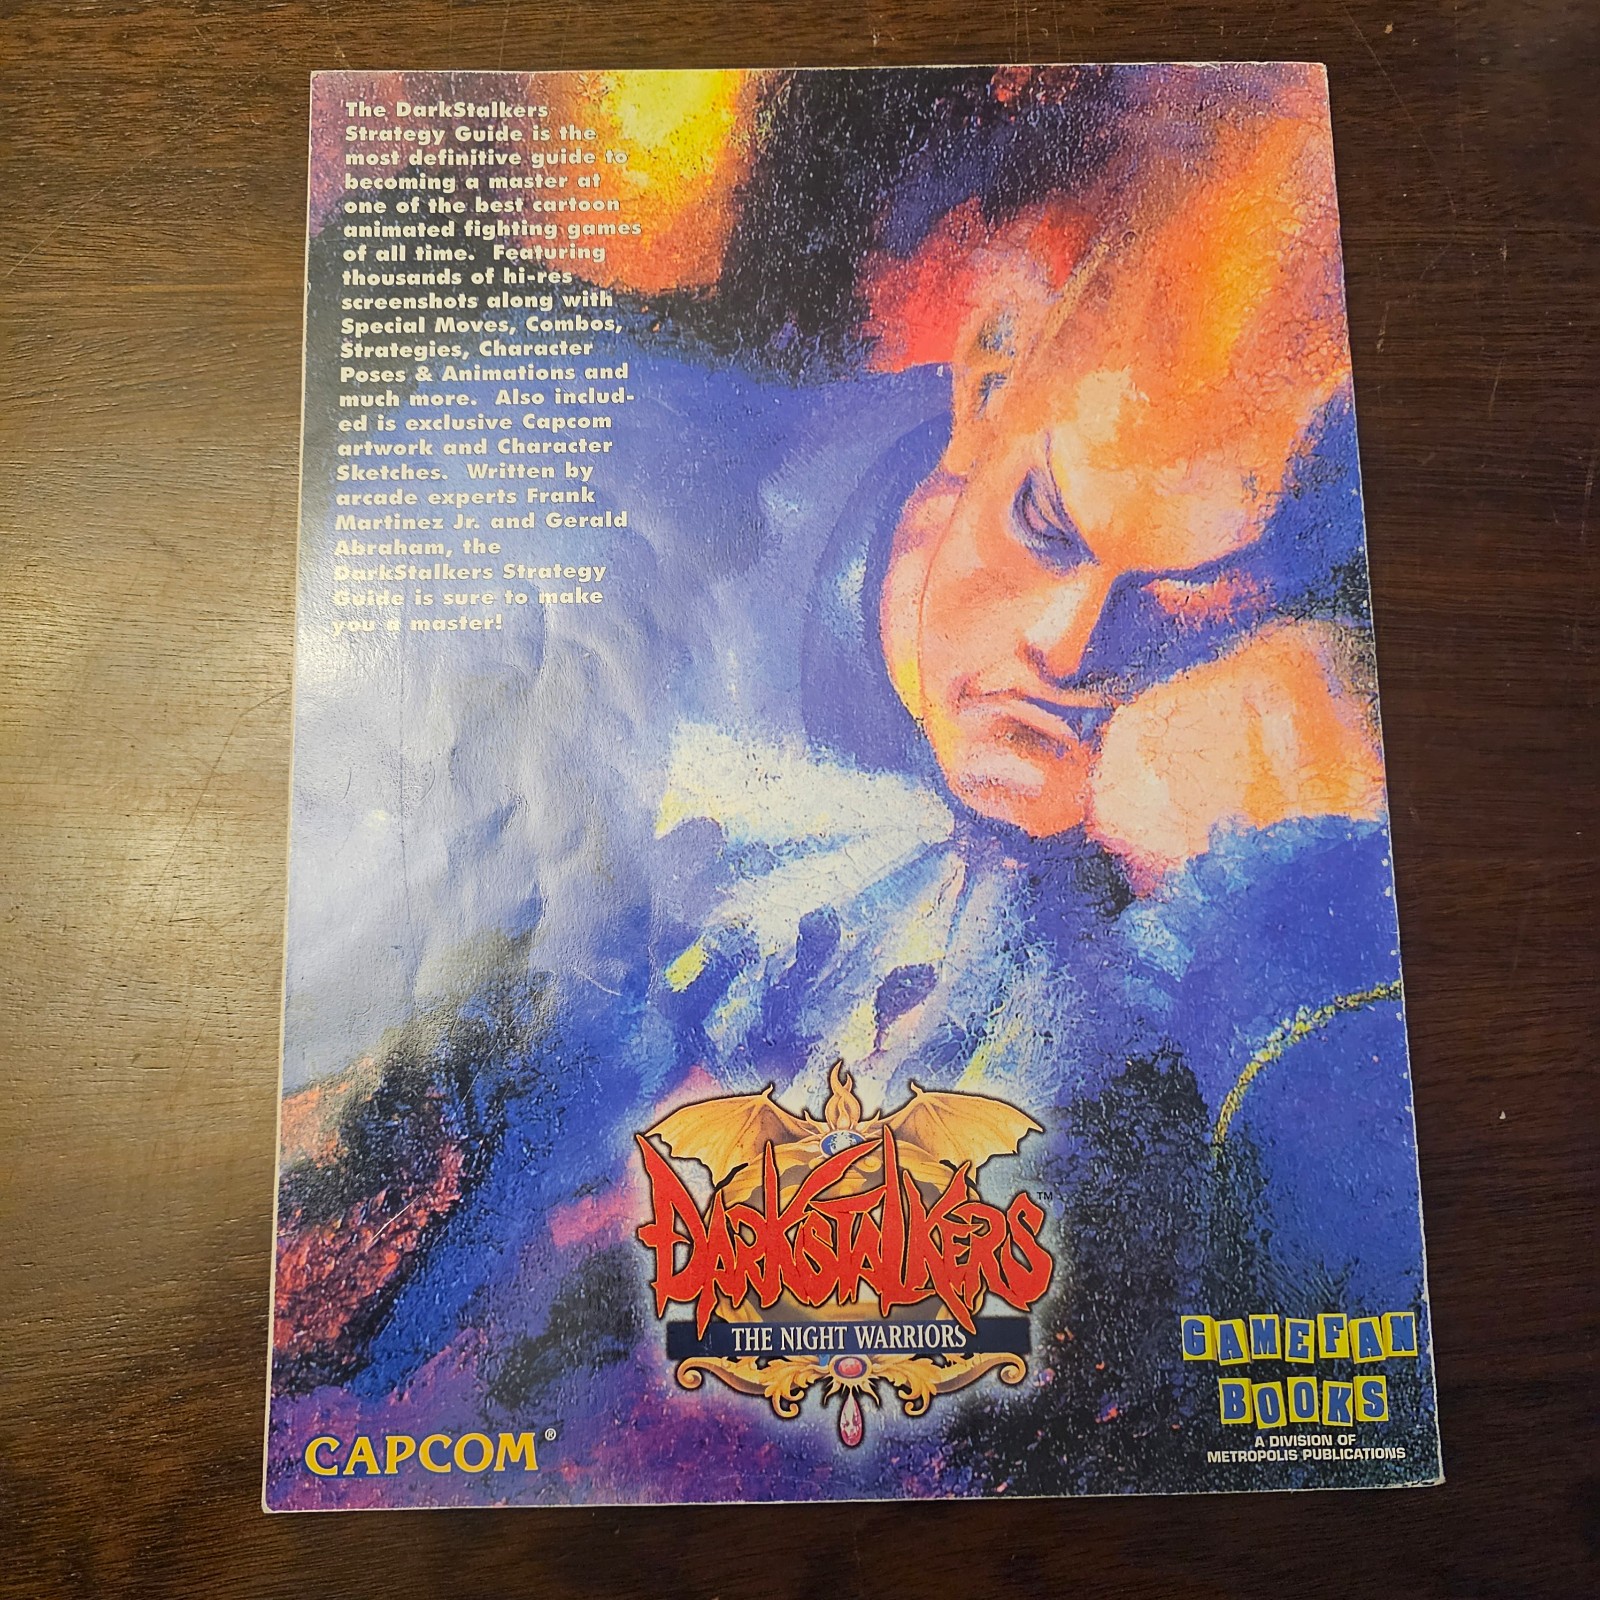 The DarkStalkers
Strategy Guide is the
most definitive guide to
becoming a master at
one of the best cartoon
animated fighting games
of all time. Featuring
thousands of hi-res
screenshots along with
Special Moves, Combos,
Strategies, Character
Poses & Animations and
much more. Also includ-
ed is exclusive Capcom
artwork and Character
Sketches. Written by
arcade experts Frank
Martinez Jr. and Gerald
Abraham, the
DarkStalkers Strategy
Guide is sure to make
you a master!
DARKSTALKERS™
THE NIGHT WARRIORS
CAPCOM®
GAMEFAN
BOOKS
A DIVISION OF
METROPOLIS PUBLICATIONS